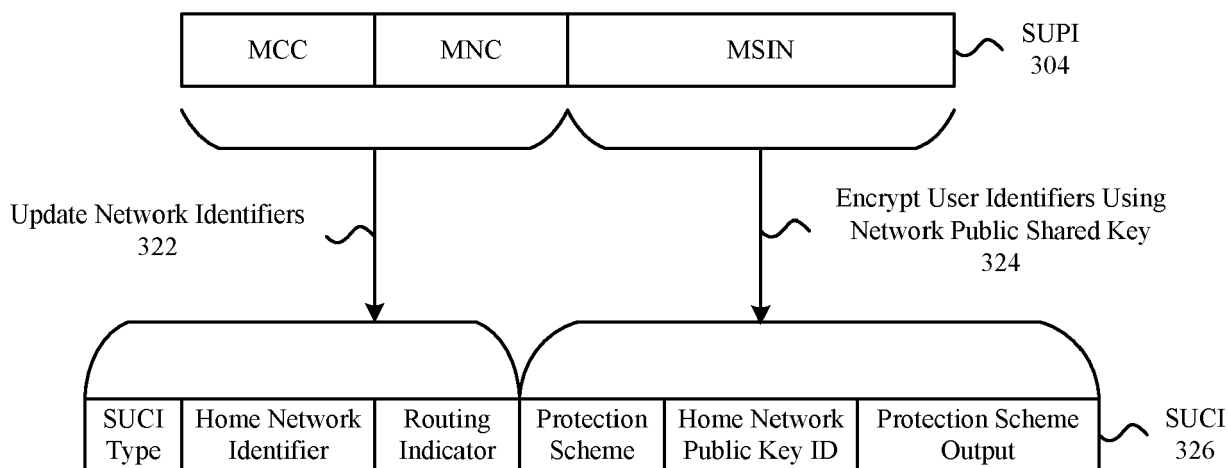 MCC
MNC
MSIN
SUPI
304
Update Network Identifiers
322
Encrypt User Identifiers Using
Network Public Shared Key
324
SUCI
Type
Home Network
Identifier
Routing
Indicator
Protection
Scheme
Home Network
Public Key ID
Protection Scheme
Output
SUCI
326